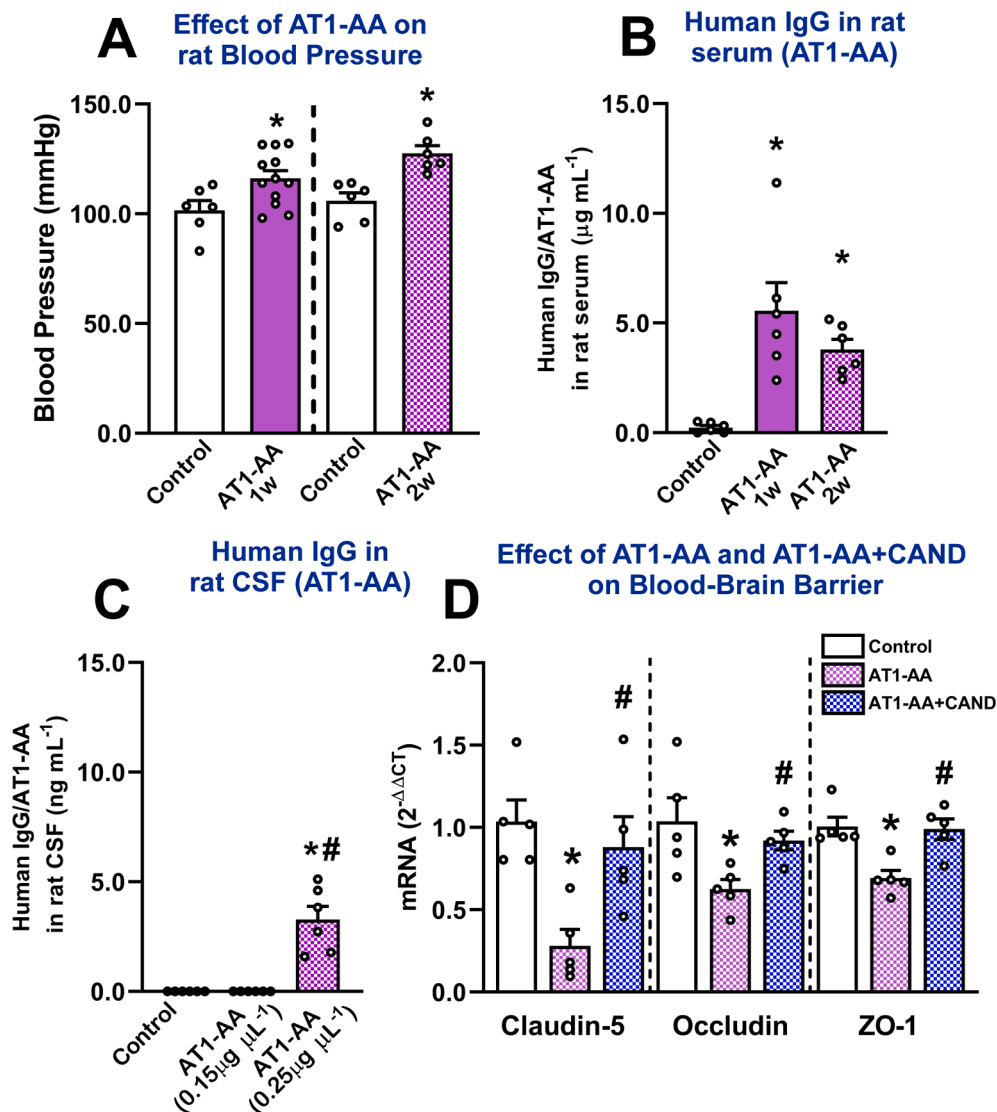 A
Effect of AT1-AA on
rat Blood Pressure
Blood Pressure (mmHg)
150.0
100.0
50.0
0.0
*
*
Control
AT1-AA
1w
Control
AT1-AA
2w
B
Human IgG in rat
serum (AT1-AA)
Human IgG/AT1-AA
in rat serum (µg mL⁻¹)
15.0
10.0
5.0
0.0
*
*
Control
AT1-AA
1w
AT1-AA
2w
C
Human IgG in
rat CSF (AT1-AA)
Human IgG/AT1-AA
in rat CSF (ng mL⁻¹)
15.0
10.0
5.0
0.0
*#
Control
AT1-AA
(0.15µg µL⁻¹)
AT1-AA
(0.25µg µL⁻¹)
D
Effect of AT1-AA and AT1-AA+CAND
on Blood-Brain Barrier
Control
AT1-AA
AT1-AA+CAND
mRNA (2^-ΔΔCT)
2.0
1.5
1.0
0.5
0.0
*
#
*
#
*
#
Claudin-5
Occludin
ZO-1